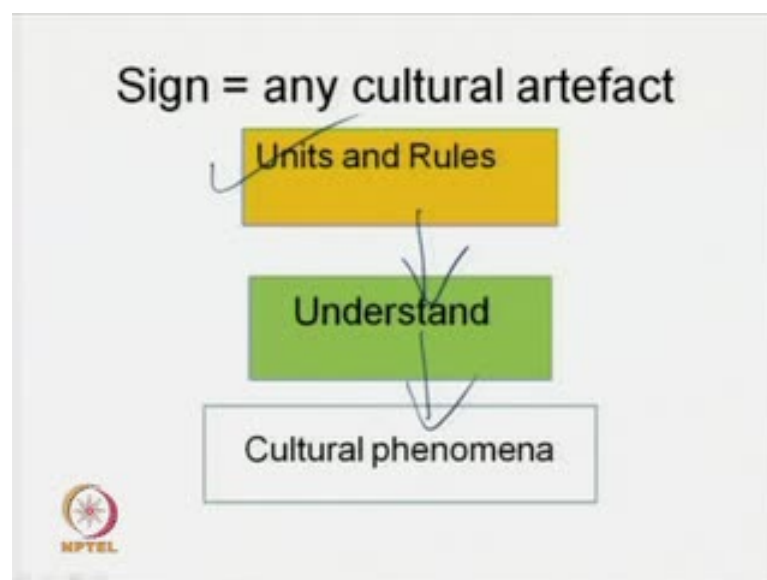 Sign = any cultural artefact
Units and Rules
Understand
Cultural phenomena
NPTEL